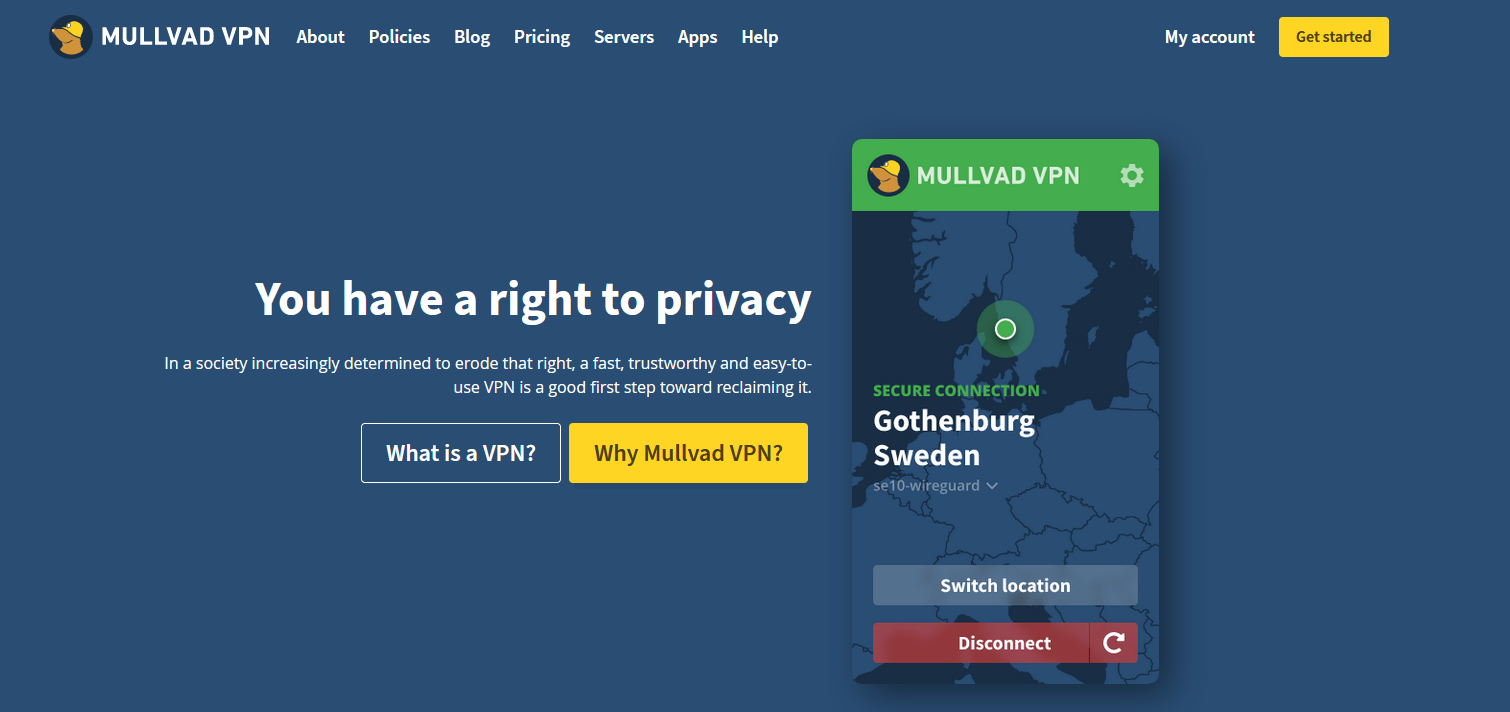 MULLVAD VPN About Policies Blog Pricing Servers Apps Help My account Get started
You have a right to privacy
In a society increasingly determined to erode that right, a fast, trustworthy and easy-to-
use VPN is a good first step toward reclaiming it.
What is a VPN? Why Mullvad VPN?
MULLVAD VPN
SECURE CONNECTION
Gothenburg
Sweden
se10-wireguard
Switch location
Disconnect